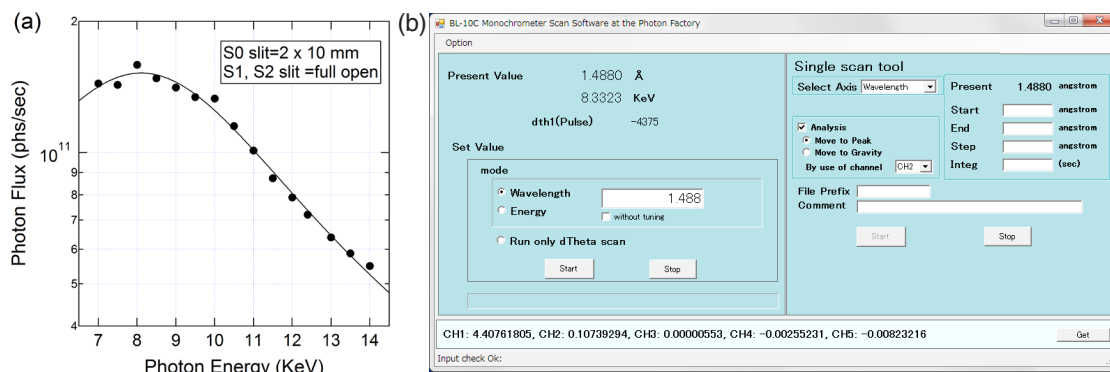 (a)
2
10^11
9
8
7
6
5
4
Photon Flux (phs/sec)
S0 slit=2 x 10 mm
S1, S2 slit =full open
7 8 9 10 11 12 13 14
Photon Energy (KeV)
(b)
BL-10C Monochrometer Scan Software at the Photon Factory
Option
Present Value
1.4880 Å
8.3323 KeV
dth1(Pulse) -4375
Set Value
mode
Wavelength 1.488
Energy without tuning
Run only dTheta scan
Start Stop
Single scan tool
Select Axis Wavelength
Analysis
Move to Peak
Move to Gravity
By use of channel CH2
Present 1.4880 angstrom
Start angstrom
End angstrom
Step angstrom
Integ (sec)
File Prefix
Comment
Start Stop
CH1: 4.40761805, CH2: 0.10739294, CH3: 0.00000553, CH4: -0.00255231, CH5: -0.00823216 Get
Input check Ok: